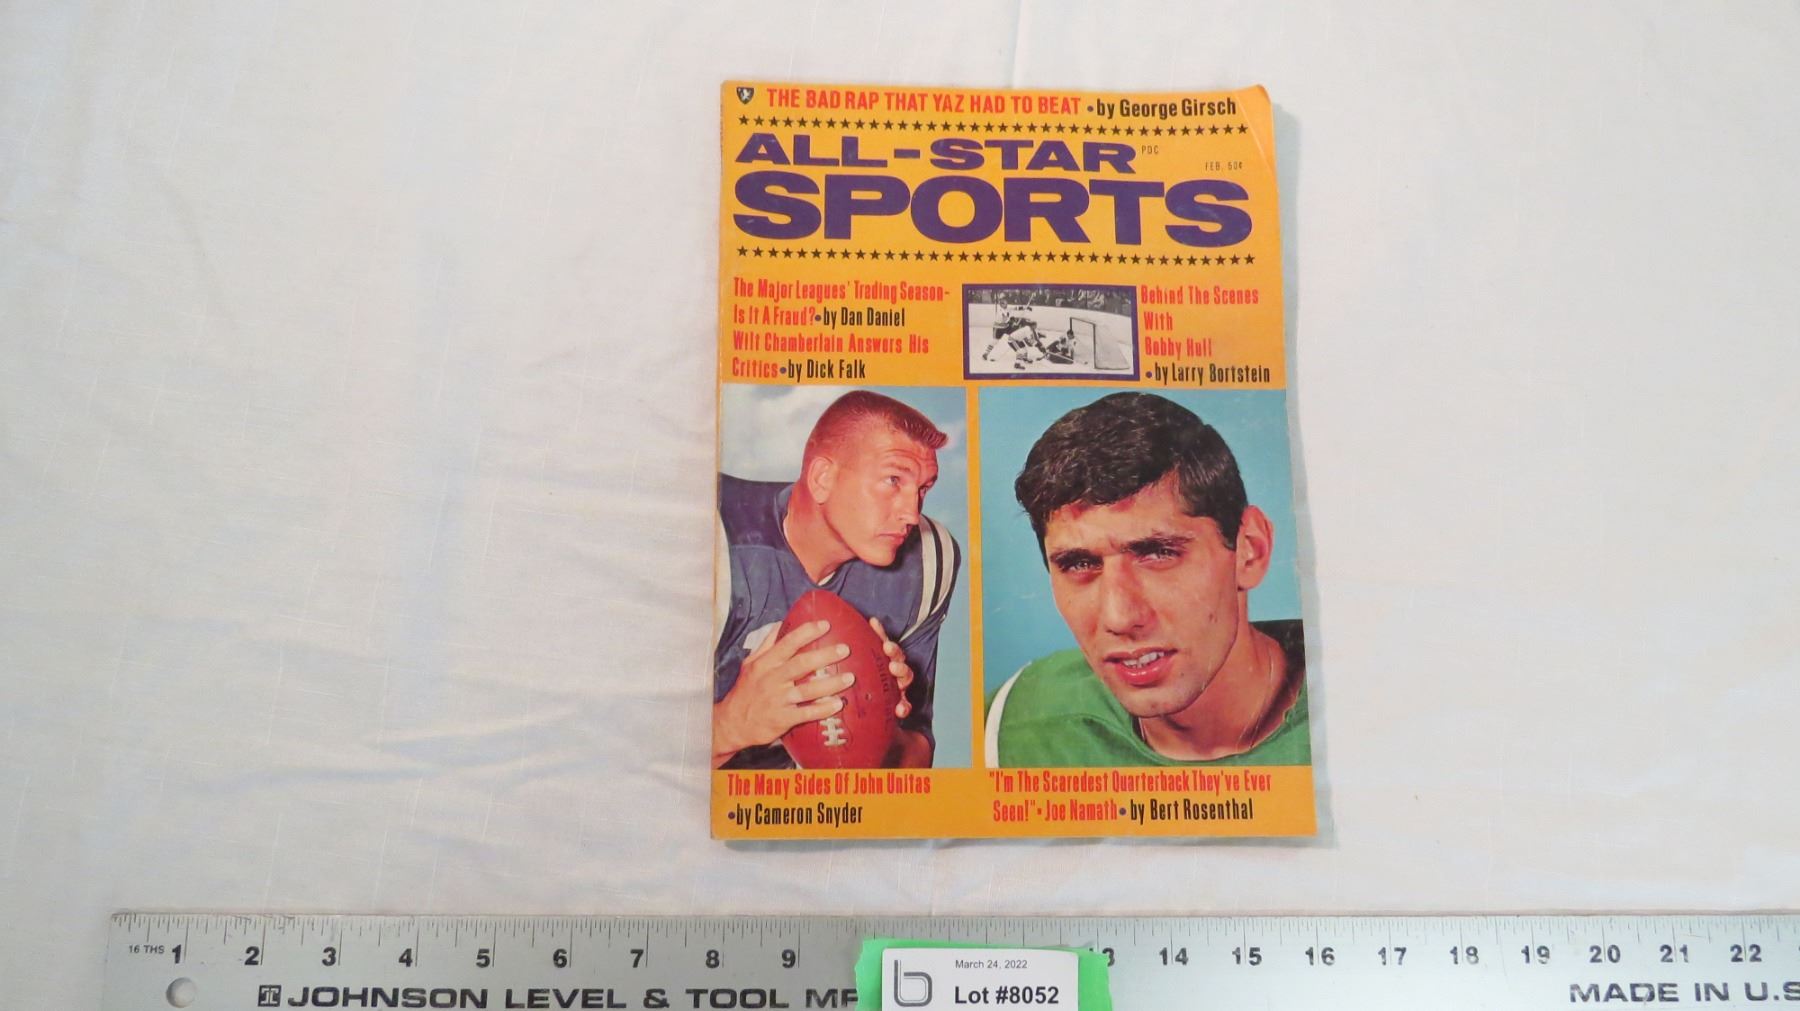 THE BAD RAP THAT YAZ HAD TO BEAT • by George Girsch
ALL-STAR
PDC
FEB. 50¢
SPORTS
The Major Leagues' Trading Season-
Is It A Fraud? • by Dan Daniel
Wilt Chamberlain Answers His
Critics • by Dick Falk
Behind The Scenes
With
Bobby Hull
• by Larry Bortstein
The Many Sides Of John Unitas
• by Cameron Snyder
"I'm The Scaredest Quarterback They've Ever
Seen!" - Joe Namath • by Bert Rosenthal
16 THS 1 2 3 4 5 6 7 8 9 3 14 15 16 17 18 19 20 21 22
JOHNSON LEVEL & TOOL
MADE IN U.S
March 24, 2022
b Lot #8052